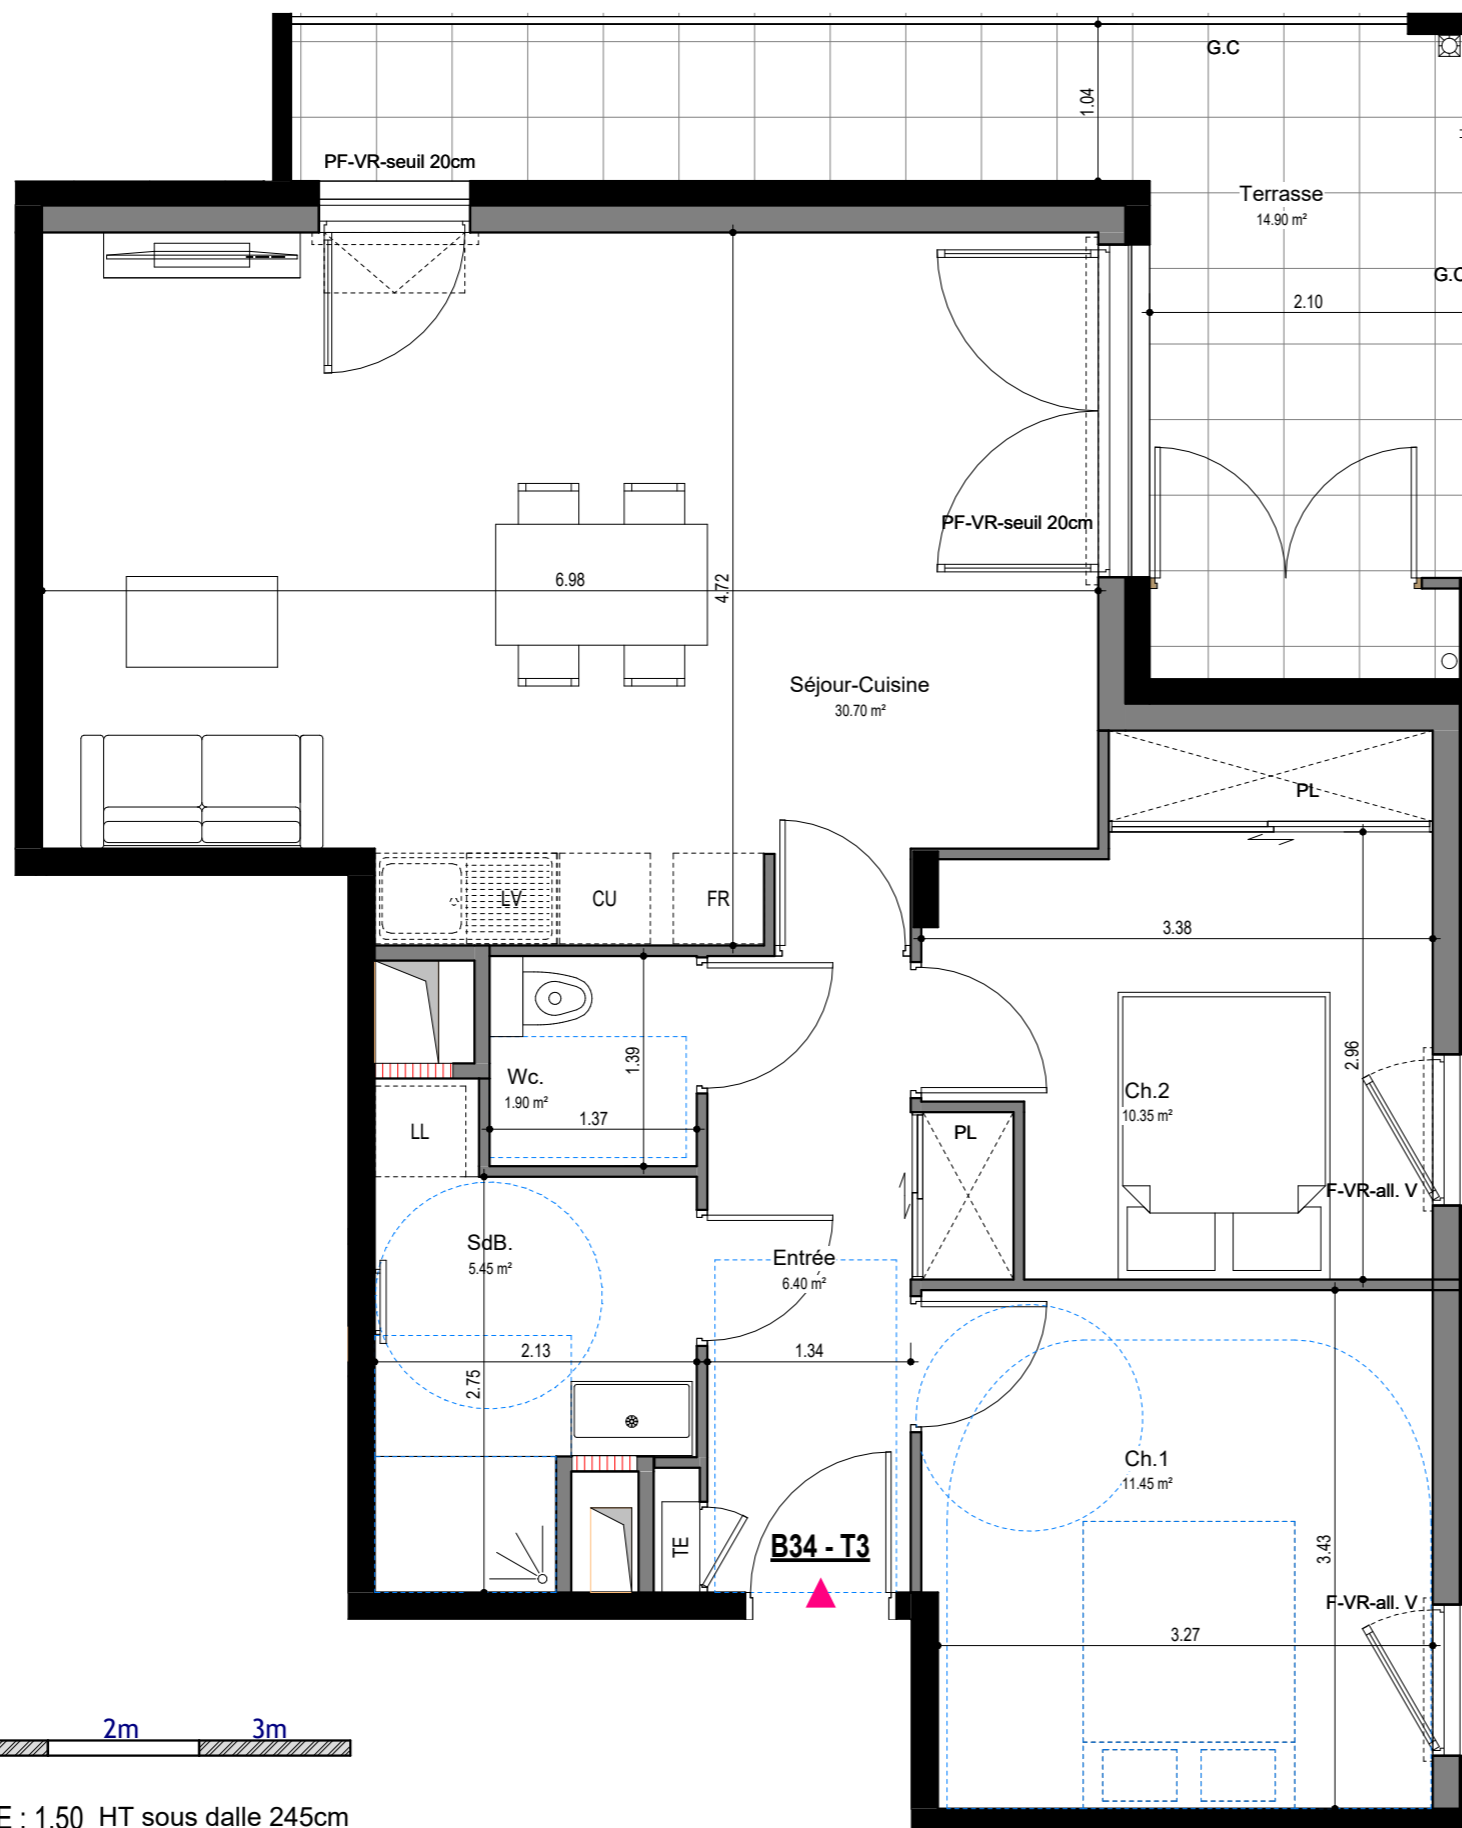 G.C
1.04
PF-VR-seuil 20cm
Terrasse
14.90 m²
G.C
2.10
PF-VR-seuil 20cm
6.98
4.72
Séjour-Cuisine
30.70 m²
PL
LV
CU
FR
3.38
1.39
2.96
Wc.
1.90 m²
Ch.2
10.35 m²
1.37
LL
PL
F-VR-all. V
SdB.
5.45 m²
Entrée
6.40 m²
2.13
1.34
2.75
Ch.1
11.45 m²
TE
B34 - T3
3.43
F-VR-all. V
3.27
2m
3m
E : 1.50 HT sous dalle 245cm